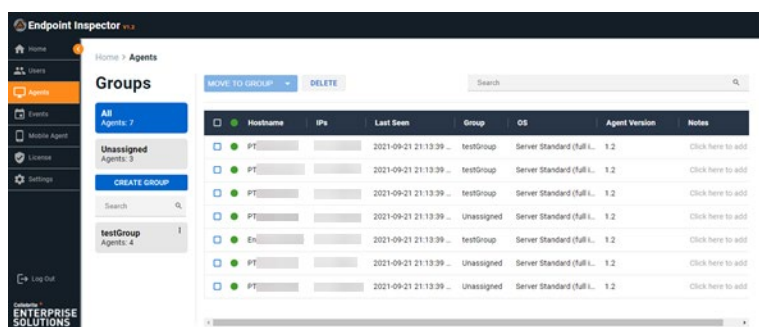 Endpoint Inspector V1.3
Home
Users
Agents
Events
Mobile Agent
License
Settings
Log Out
Cellebrite
ENTERPRISE
SOLUTIONS
Home > Agents
Groups
All
Agents: 7
Unassigned
Agents: 3
CREATE GROUP
Search
testGroup
Agents: 4
MOVE TO GROUP DELETE Search
Hostname IPs Last Seen Group OS Agent Version Notes
PT 2021-09-21 21:13:39 ... testGroup Server Standard (full i... 1.2 Click here to add
PT 2021-09-21 21:13:39 ... testGroup Server Standard (full i... 1.2 Click here to add
PT 2021-09-21 21:13:39 ... testGroup Server Standard (full i... 1.2 Click here to add
PT 2021-09-21 21:13:39 ... Unassigned Server Standard (full i... 1.2 Click here to add
En 2021-09-21 21:13:39 ... testGroup Server Standard (full i... 1.2 Click here to add
PT 2021-09-21 21:13:39 ... Unassigned Server Standard (full i... 1.2 Click here to add
PT 2021-09-21 21:13:39 ... Unassigned Server Standard (full i... 1.2 Click here to add